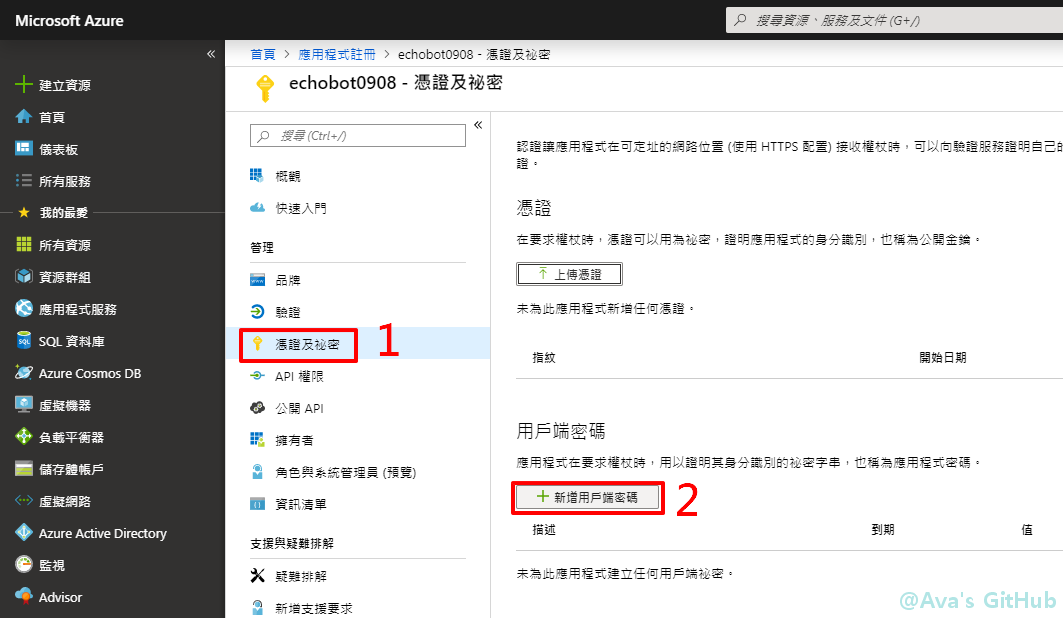 Microsoft Azure
搜尋資源、服務及文件 (G+/)
«
首頁 > 應用程式註冊 > echobot0908 - 憑證及祕密
echobot0908 - 憑證及祕密
建立資源
首頁
儀表板
所有服務
我的最愛
所有資源
資源群組
應用程式服務
SQL 資料庫
Azure Cosmos DB
虛擬機器
負載平衡器
儲存體帳戶
虛擬網路
Azure Active Directory
監視
Advisor
搜尋 (Ctrl+/)
«
概觀
快速入門
管理
品牌
驗證
憑證及祕密
1
API 權限
公開 API
擁有者
角色與系統管理員 (預覽)
資訊清單
支援與疑難排解
疑難排解
新增支援要求
認證讓應用程式在可定址的網路位置 (使用 HTTPS 配置) 接收權杖時，可以向驗證服務證明自己的
證。
憑證
在要求權杖時，憑證可以用為祕密，證明應用程式的身分識別，也稱為公開金鑰。
上傳憑證
未為此應用程式新增任何憑證。
指紋 開始日期
用戶端密碼
應用程式在要求權杖時，用以證明其身分識別的祕密字串，也稱為應用程式密碼。
新增用戶端密碼
2
描述 到期 值
未為此應用程式建立任何用戶端祕密。
@Ava's GitHub